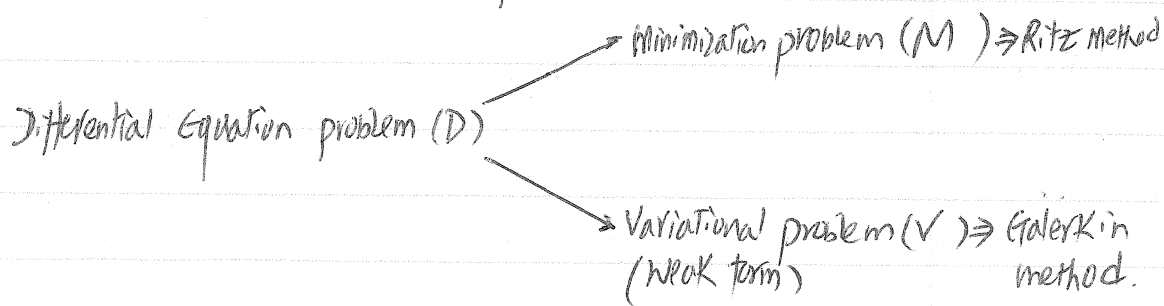 Minimization problem (M) ⇒ Ritz method
Differential Equation problem (D)
Variational problem (V) ⇒ Galerkin
(Weak form) method.